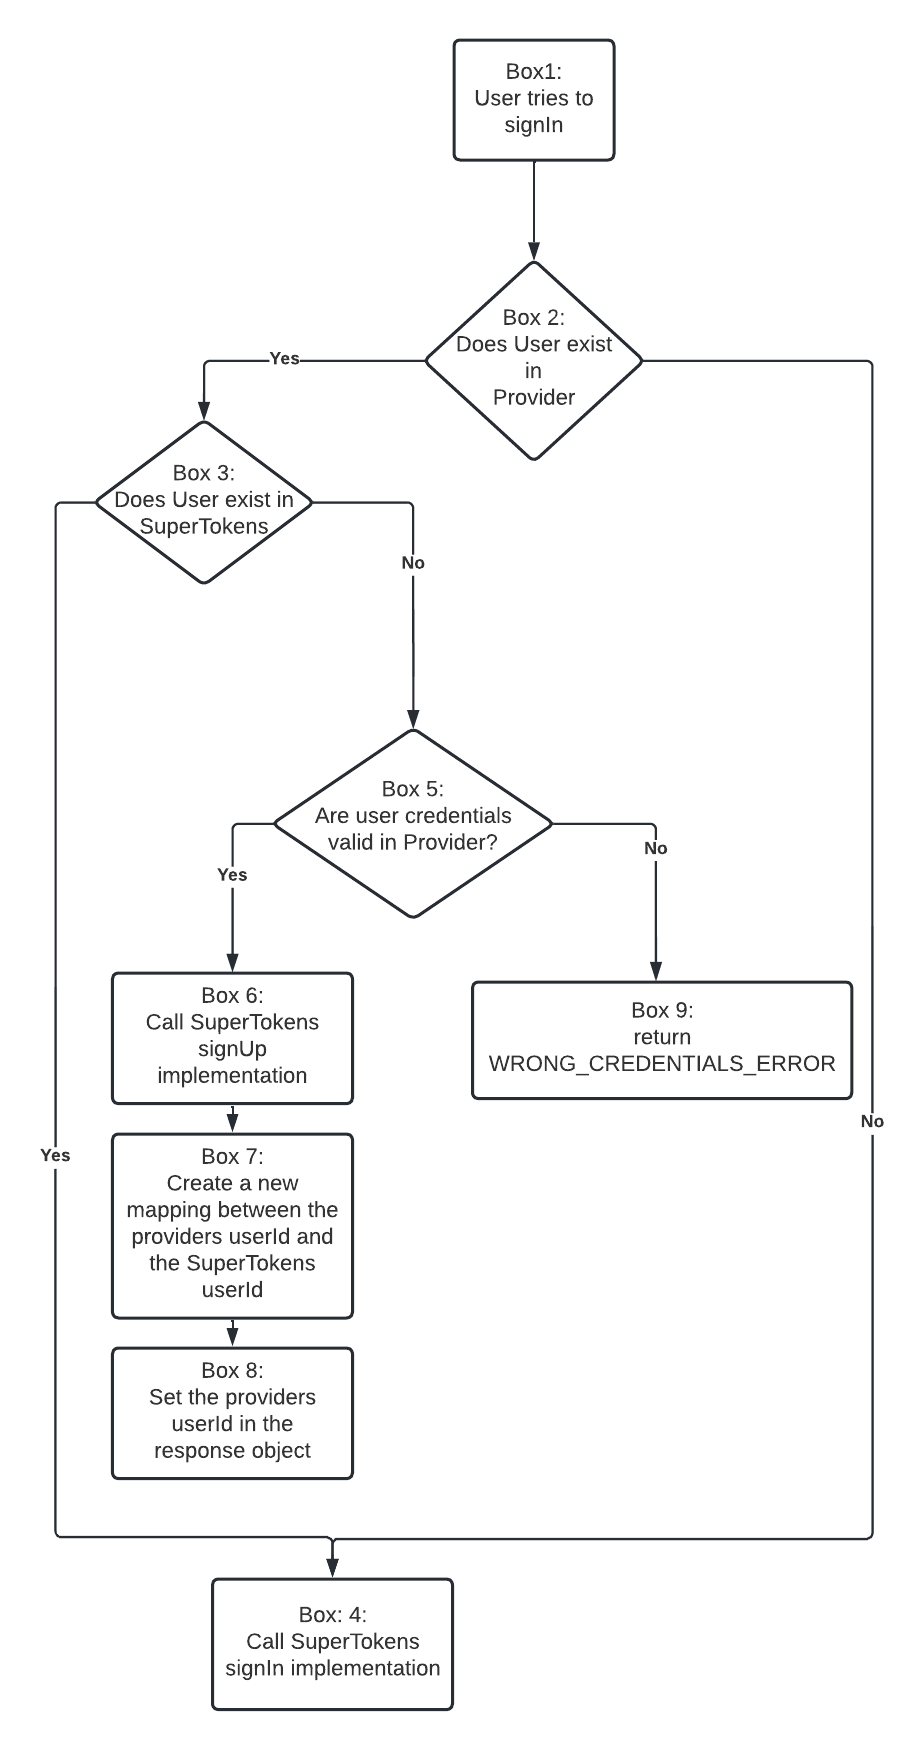 Box1:
User tries to
signIn
Box 2:
Does User exist
in
Provider
Yes
Box 3:
Does User exist in
SuperTokens
No
Box 5:
Are user credentials
valid in Provider?
Yes
No
Box 6:
Call SuperTokens
signUp
implementation
Box 9:
return
WRONG_CREDENTIALS_ERROR
No
Yes
Box 7:
Create a new
mapping between the
providers userId and
the SuperTokens
userId
Box 8:
Set the providers
userId in the
response object
Box: 4:
Call SuperTokens
signIn implementation